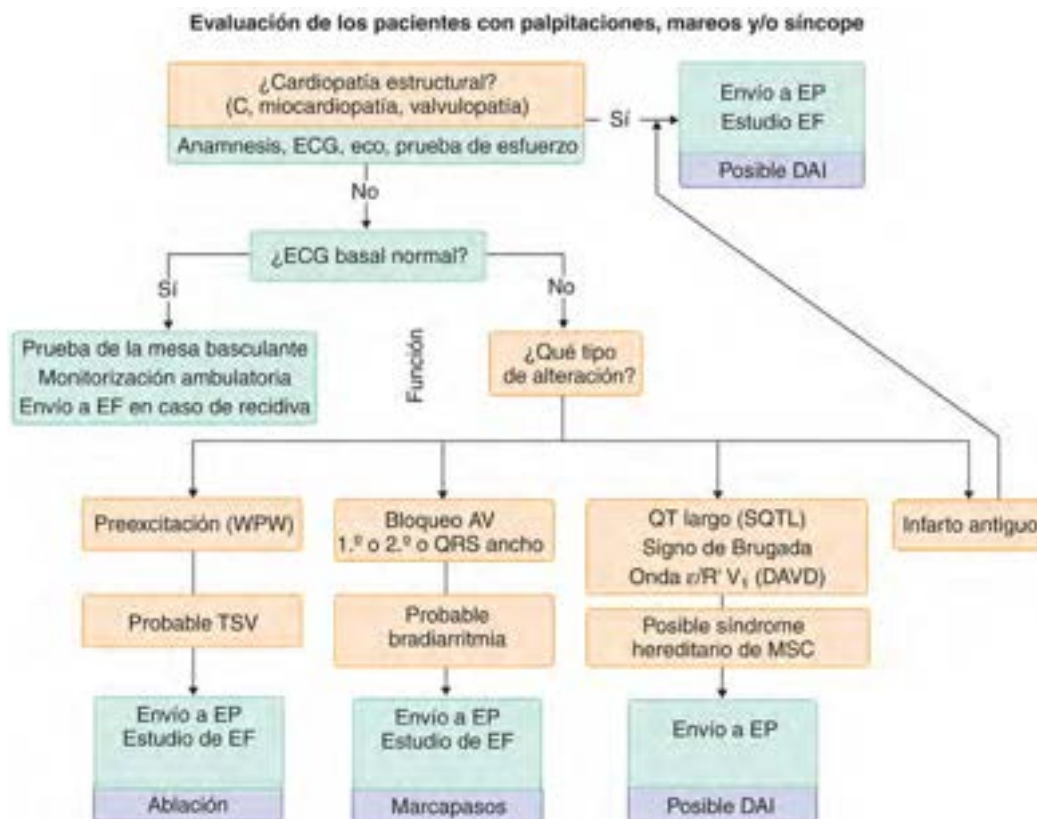 Evaluación de los pacientes con palpitaciones, mareos y/o síncope
¿Cardiopatía estructural?
(C, miocardiopatía, valvulopatía)
Anamnesis, ECG, eco, prueba de esfuerzo
Sí
Envío a EP
Estudio EF
Posible DAI
No
¿ECG basal normal?
Sí
No
Prueba de la mesa basculante
Monitorización ambulatoria
Envío a EF en caso de recidiva
Función
¿Qué tipo
de alteración?
Preexcitación (WPW)
Probable TSV
Envío a EP
Estudio de EF
Ablación
Bloqueo AV
1.º o 2.º o QRS ancho
Probable
bradiarritmia
Envío a EP
Estudio de EF
Marcapasos
QT largo (SQTL)
Signo de Brugada
Onda ε/R' V₁ (DAVD)
Posible síndrome
hereditario de MSC
Envío a EP
Posible DAI
Infarto antiguo